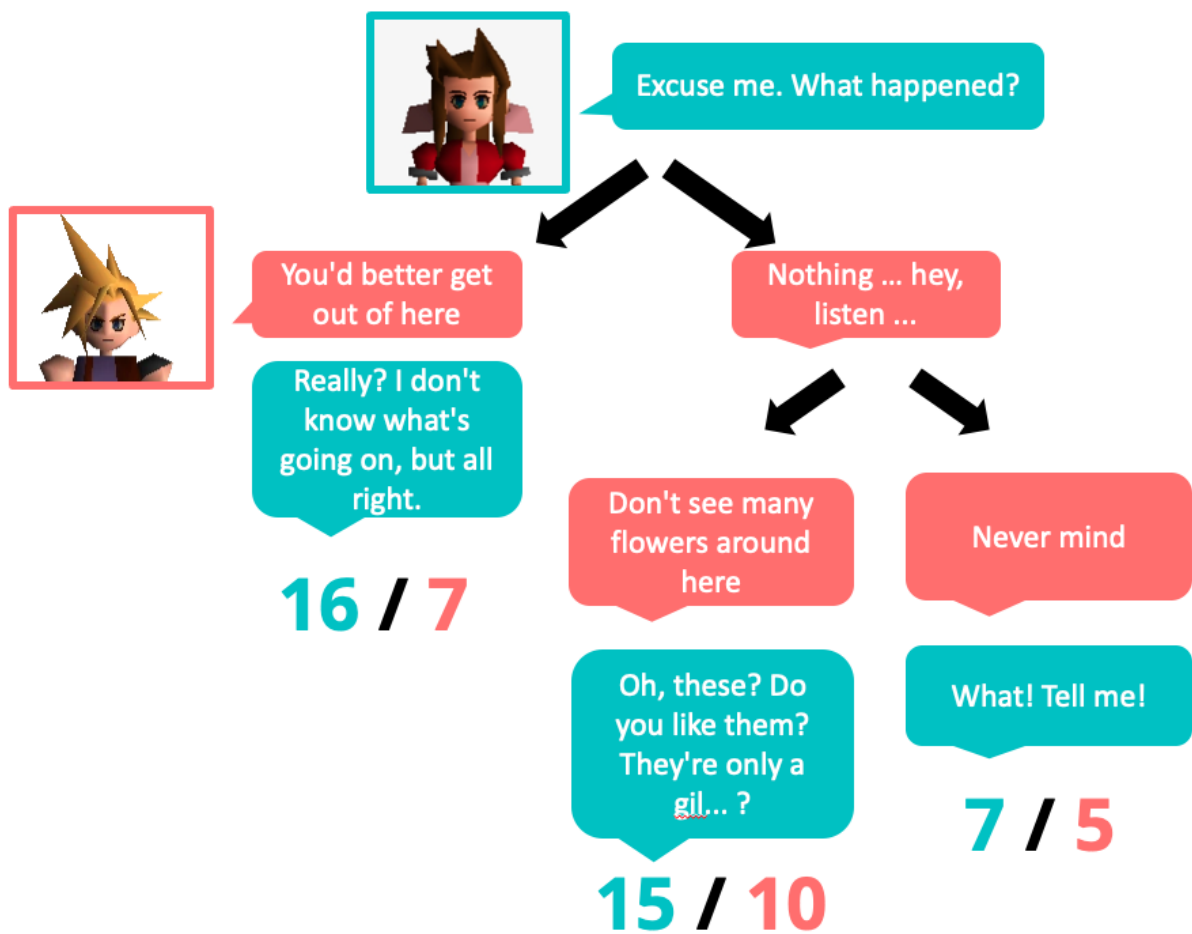 Excuse me. What happened?
You'd better get
out of here
Nothing ... hey,
listen ...
Really? I don't
know what's
going on, but all
right.
16 / 7
Don't see many
flowers around
here
Never mind
Oh, these? Do
you like them?
They're only a
gil... ?
What! Tell me!
7 / 5
15 / 10